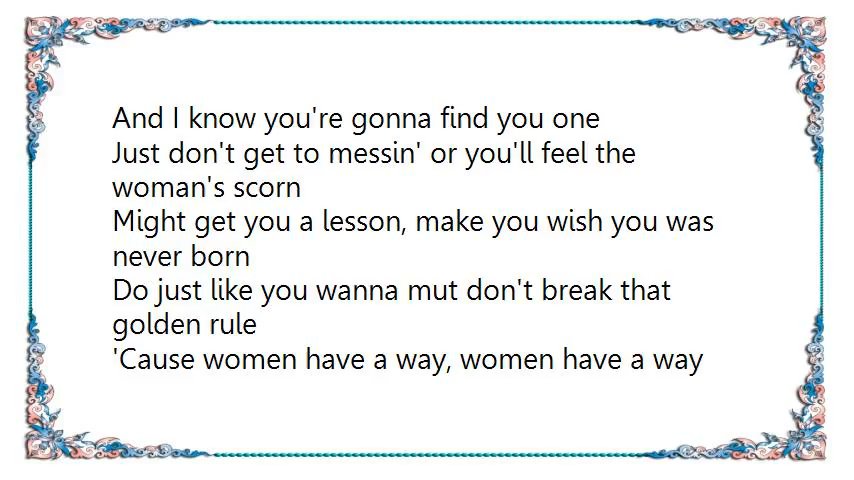 And I know you're gonna find you one
Just don't get to messin' or you'll feel the
woman's scorn
Might get you a lesson, make you wish you was
never born
Do just like you wanna mut don't break that
golden rule
'Cause women have a way, women have a way